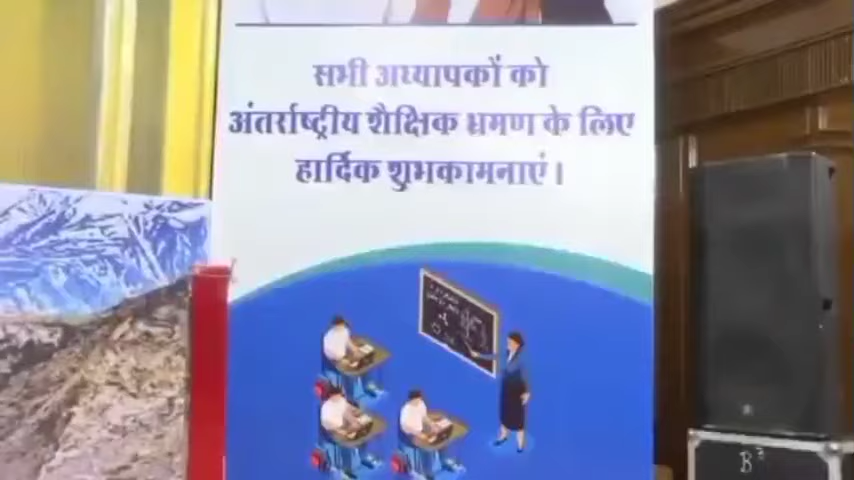 सभी अध्यापकों को
अंतर्राष्ट्रीय शैक्षिक भ्रमण के लिए
हार्दिक शुभकामनाएं।
B